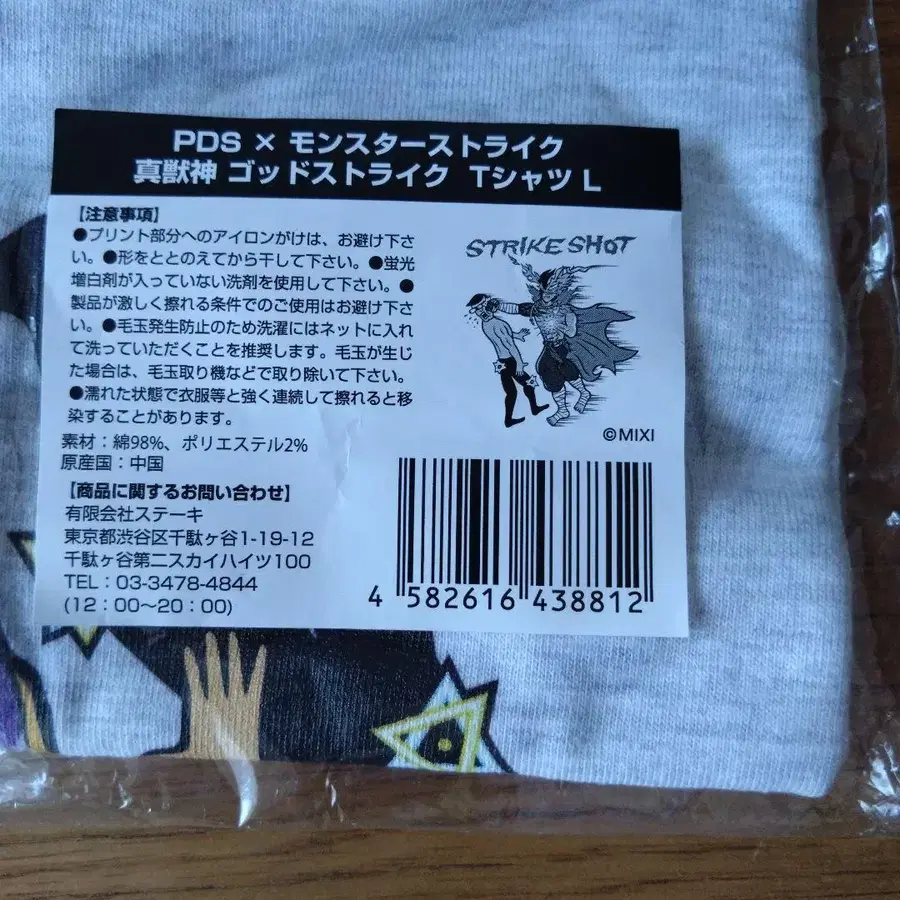 PDS × モンスターストライク
真獣神 ゴッドストライク Tシャツ L
【注意事項】
●プリント部分へのアイロンがけは、お避け下さ
い。●形をととのえてから干して下さい。●蛍光
増白剤が入っていない洗剤を使用して下さい。●
製品が激しく擦れる条件でのご使用はお避け下さ
い。●毛玉発生防止のため洗濯にはネットに入れ
て洗っていただくことを推奨します。毛玉が生じ
た場合は、毛玉取り機などで取り除いて下さい。
●濡れた状態で衣服等と強く連続して擦れると移
染することがあります。
素材：綿98%、ポリエステル2%
原産国：中国
【商品に関するお問い合わせ】
有限会社ステーキ
東京都渋谷区千駄ヶ谷1-19-12
千駄ヶ谷第二スカイハイツ100
TEL：03-3478-4844
(12：00〜20：00)
STRIKE SHOT
©MIXI
4 582616 438812